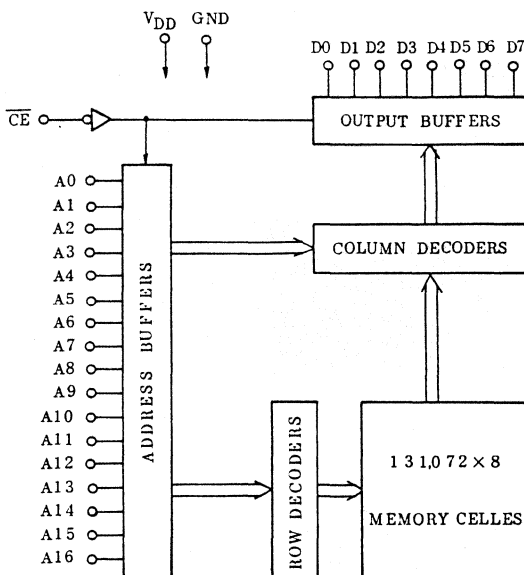 VDD GND
D0 D1 D2 D3 D4 D5 D6 D7
CE
OUTPUT BUFFERS
A0
A1
A2
A3
A4
A5
A6
A7
A8
A9
A10
A11
A12
A13
A14
A15
A16
ADDRESS BUFFERS
COLUMN DECODERS
ROW DECODERS
131,072×8
MEMORY CELLES